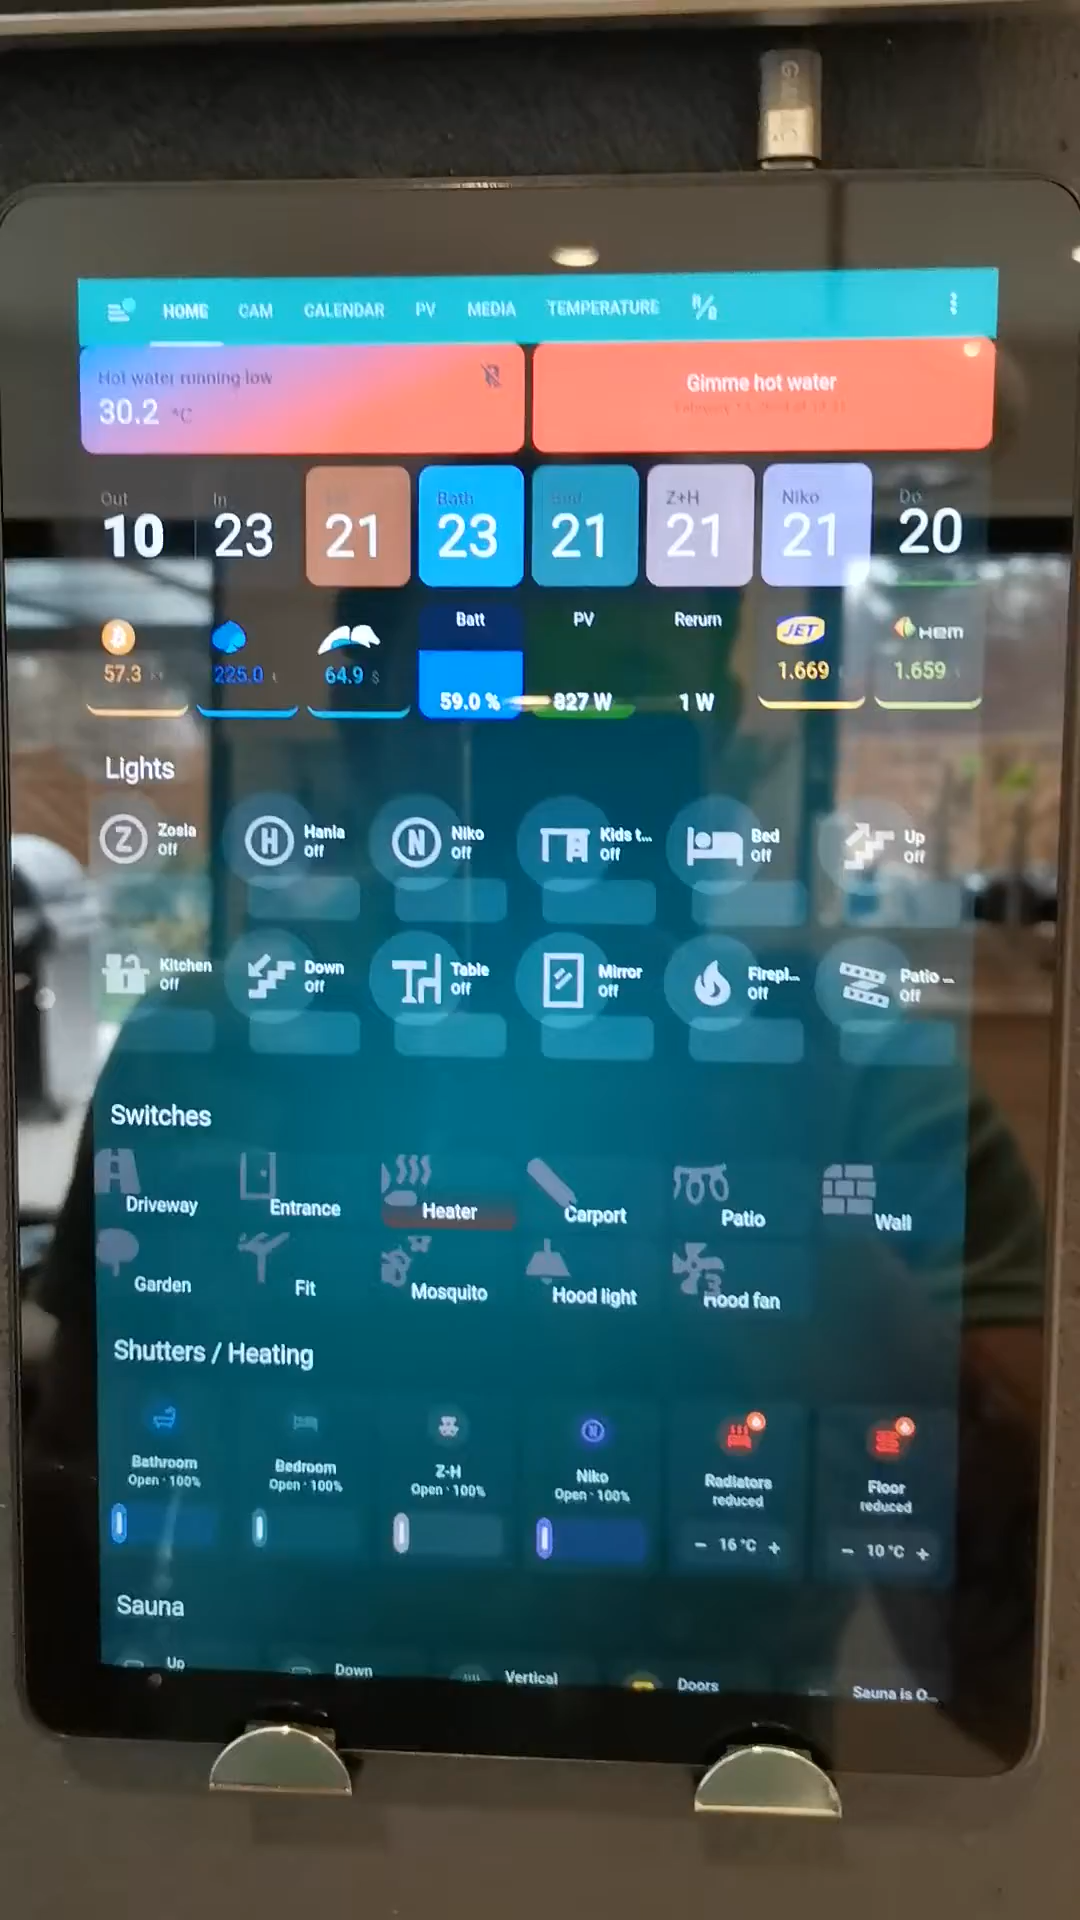 HOME CAM CALENDAR PV MEDIA TEMPERATURE
Hot water running low
30.2 °C
Gimme hot water
Out In Bath Z+H Niko Do
10 23 21 23 21 21 21 20
Batt PV Rerurn JET HEM
57.3 225.0 64.9 $ 59.0 % 827 W 1 W 1.669 1.659
Lights
Z Zosia Off
H Hania Off
N Niko Off
Kids t... Off
Bed Off
Up Off
Kitchen Off
Down Off
Table Off
Mirror Off
Firepl... Off
Patio ... Off
Switches
Driveway Entrance Heater Carport Patio Wall
Garden Fit Mosquito Hood light Hood fan
Shutters / Heating
Bathroom
Open · 100%
Bedroom
Open · 100%
Z-H
Open · 100%
N
Niko
Open · 100%
Radiators
reduced
− 16 °C +
Floor
reduced
− 10 °C +
Sauna
Up Down Vertical Doors Sauna is O...